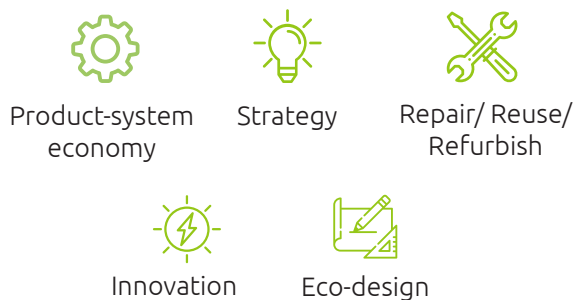 Product-system
economy
Strategy
Repair/ Reuse/
Refurbish
Innovation
Eco-design